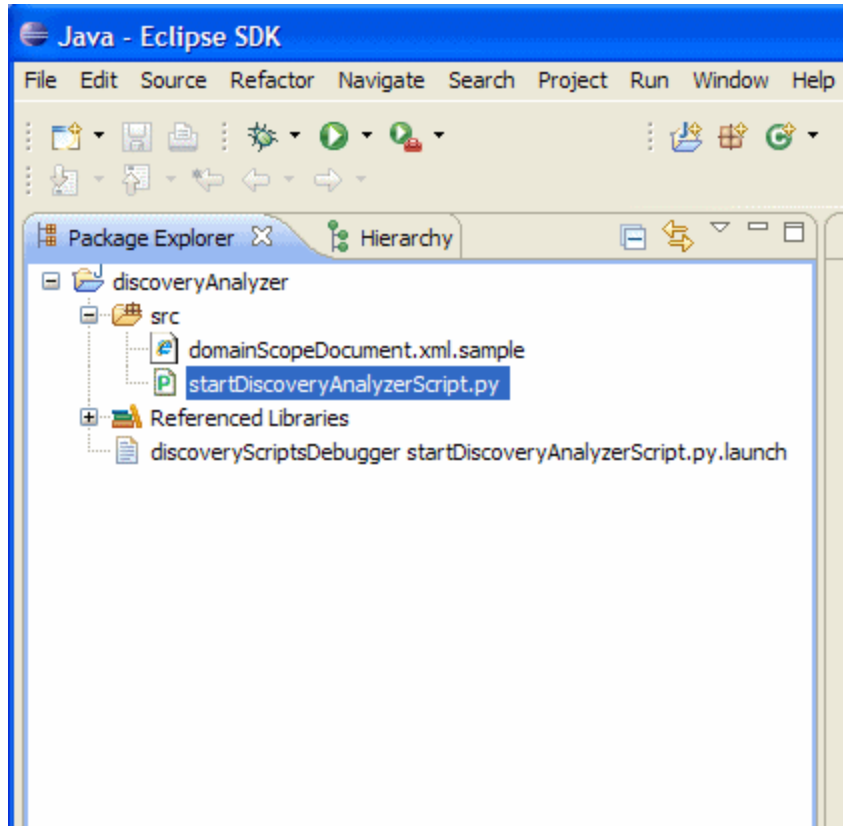 Java - Eclipse SDK
File Edit Source Refactor Navigate Search Project Run Window Help
Package Explorer Hierarchy
discoveryAnalyzer
src
domainScopeDocument.xml.sample
startDiscoveryAnalyzerScript.py
Referenced Libraries
discoveryScriptsDebugger startDiscoveryAnalyzerScript.py.launch